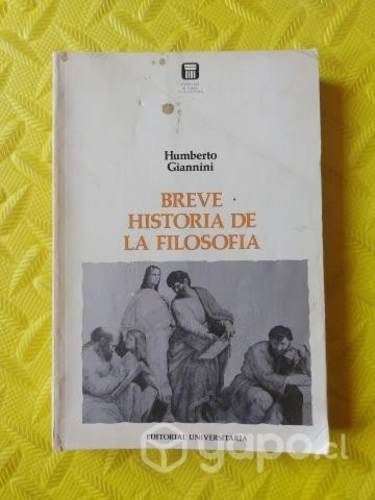 Humberto
Giannini
BREVE
HISTORIA DE
LA FILOSOFIA
EDITORIAL UNIVERSITARIA
yapo.cl